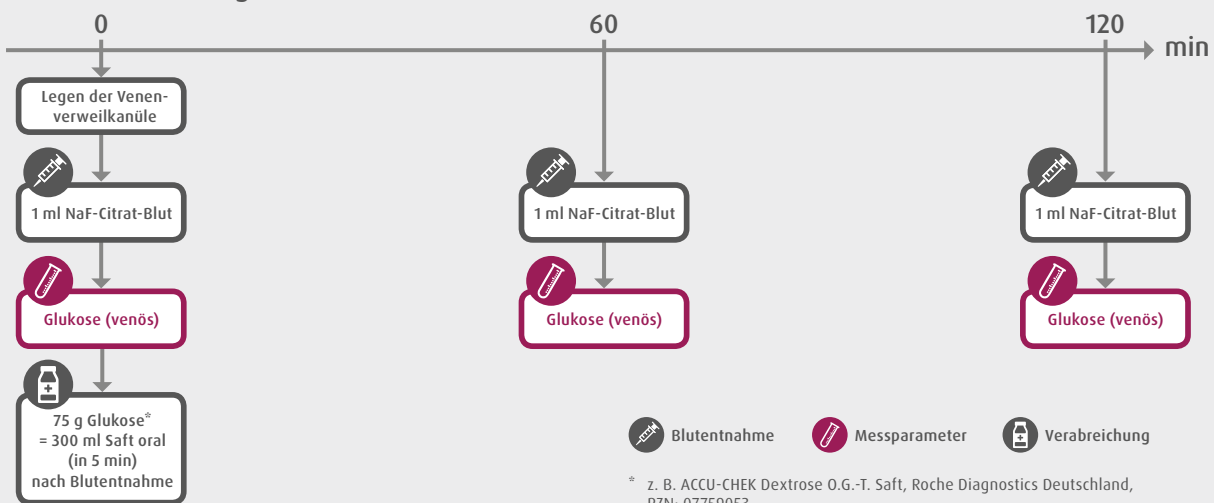 0
60
120
min
Legen der Venen-
verweilkanüle
1 ml NaF-Citrat-Blut
1 ml NaF-Citrat-Blut
1 ml NaF-Citrat-Blut
Glukose (venös)
Glukose (venös)
Glukose (venös)
75 g Glukose*
= 300 ml Saft oral
(in 5 min)
nach Blutentnahme
Blutentnahme
Messparameter
Verabreichung
* z. B. ACCU-CHEK Dextrose O.G.-T. Saft, Roche Diagnostics Deutschland,
PZN: 07759053